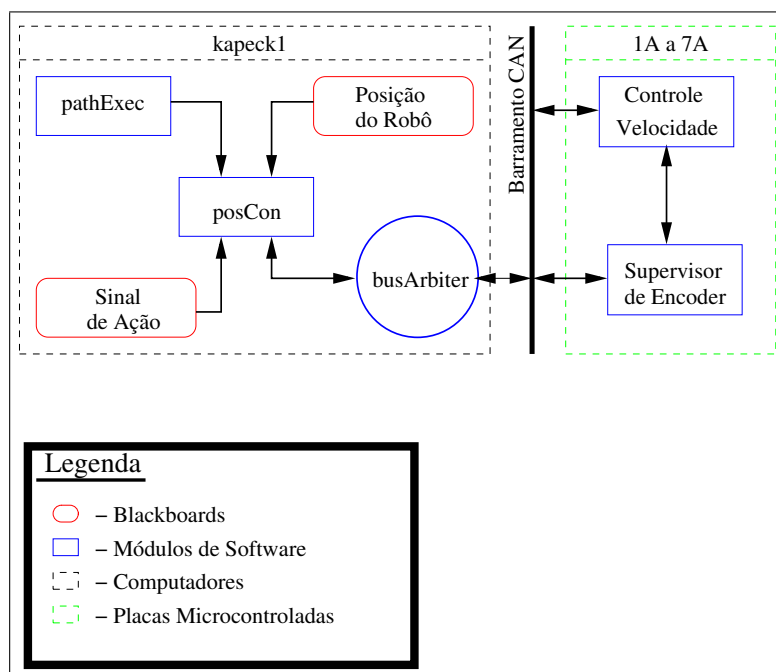 kapeck1
pathExec
Posição
do Robô
posCon
busArbiter
Sinal
de Ação
Barramento CAN
1A a 7A
Controle
Velocidade
Supervisor
de Encoder
Legenda
– Blackboards
– Módulos de Software
– Computadores
– Placas Microcontroladas